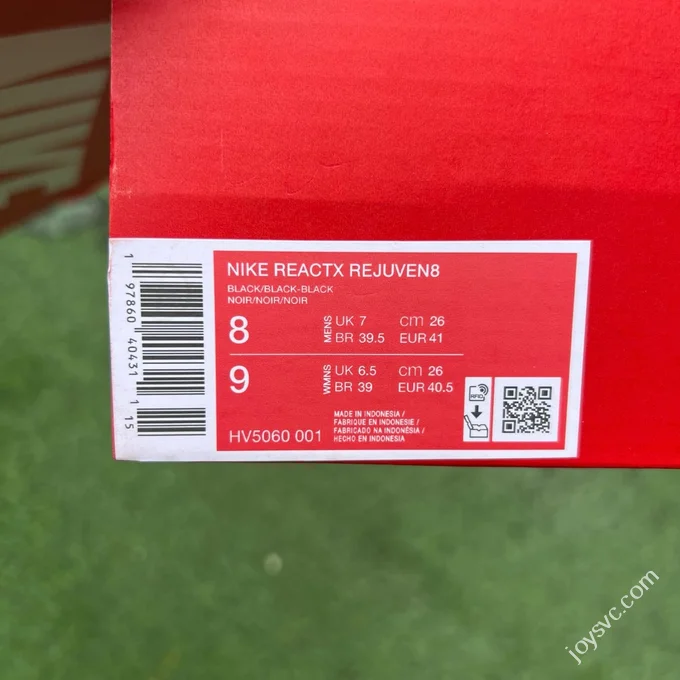 NIKE REACTX REJUVEN8
BLACK/BLACK-BLACK
NOIR/NOIR/NOIR
8
MENS
UK 7 cm 26
BR 39.5 EUR 41
9
WMNS
UK 6.5 cm 26
BR 39 EUR 40.5
HV5060 001
MADE IN INDONESIA /
FABRIQUE EN INDONESIE /
FABRICADO NA INDONÉSIA /
HECHO EN INDONESIA
RFID
1 97860 40431 15
joysvc.com